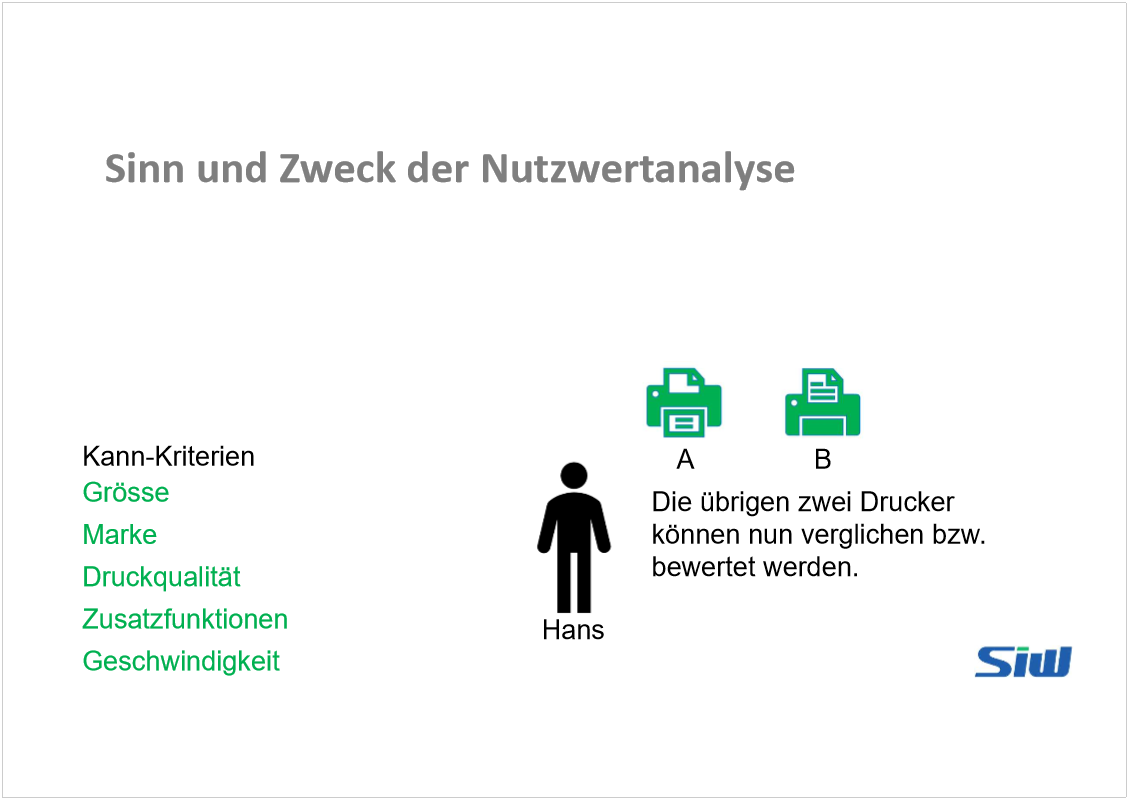 Sinn und Zweck der Nutzwertanalyse
Kann-Kriterien
Grösse
Marke
Druckqualität
Zusatzfunktionen
Geschwindigkeit
A
B
Die übrigen zwei Drucker
können nun verglichen bzw.
bewertet werden.
Hans
Siw